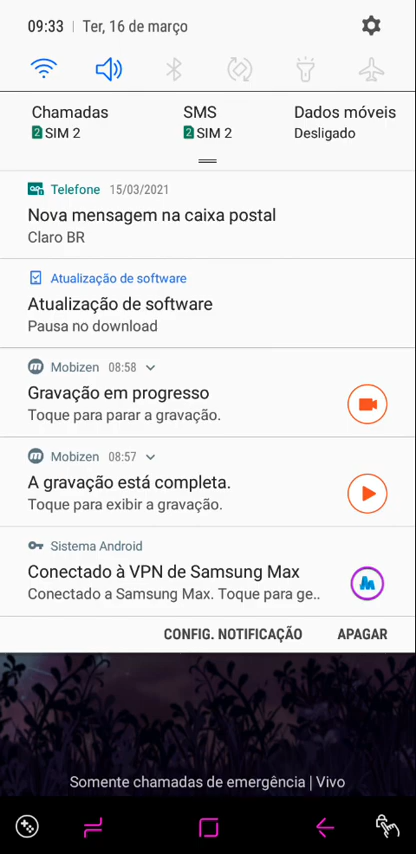 09:33 | Ter, 16 de março
Chamadas SMS Dados móveis
2 SIM 2 2 SIM 2 Desligado
Telefone 15/03/2021
Nova mensagem na caixa postal
Claro BR
Atualização de software
Atualização de software
Pausa no download
m Mobizen 08:58
Gravação em progresso
Toque para parar a gravação.
m Mobizen 08:57
A gravação está completa.
Toque para exibir a gravação.
Sistema Android
Conectado à VPN de Samsung Max
Conectado a Samsung Max. Toque para ge..
CONFIG. NOTIFICAÇÃO APAGAR
Somente chamadas de emergência | Vivo